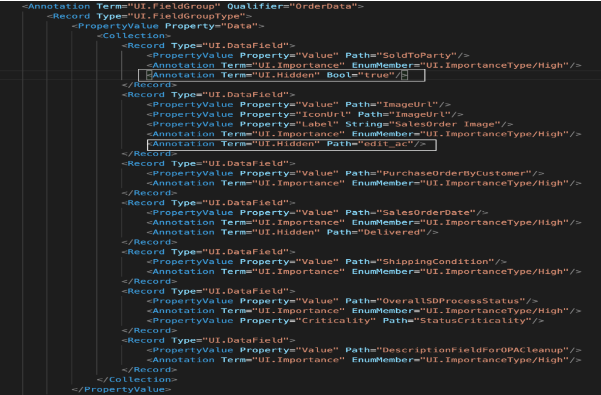 <Annotation Term="UI.FieldGroup" Qualifier="OrderData">
<Record Type="UI.FieldGroupType">
<PropertyValue Property="Data">
<Collection>
<Record Type="UI.DataField">
<PropertyValue Property="Value" Path="SoldToParty"/>
<Annotation Term="UI.Importance" EnumMember="UI.ImportanceType/High"/>
<Annotation Term="UI.Hidden" Bool="true"/>
</Record>
<Record Type="UI.DataField">
<PropertyValue Property="Value" Path="ImageUrl"/>
<PropertyValue Property="IconUrl" Path="ImageUrl"/>
<PropertyValue Property="Label" String="SalesOrder Image"/>
<Annotation Term="UI.Importance" EnumMember="UI.ImportanceType/High"/>
<Annotation Term="UI.Hidden" Path="edit_ac"/>
</Record>
<Record Type="UI.DataField">
<PropertyValue Property="Value" Path="PurchaseOrderByCustomer"/>
<Annotation Term="UI.Importance" EnumMember="UI.ImportanceType/High"/>
</Record>
<Record Type="UI.DataField">
<PropertyValue Property="Value" Path="SalesOrderDate"/>
<Annotation Term="UI.Importance" EnumMember="UI.ImportanceType/High"/>
<Annotation Term="UI.Hidden" Path="Delivered"/>
</Record>
<Record Type="UI.DataField">
<PropertyValue Property="Value" Path="ShippingCondition"/>
<Annotation Term="UI.Importance" EnumMember="UI.ImportanceType/High"/>
</Record>
<Record Type="UI.DataField">
<PropertyValue Property="Value" Path="OverallSDProcessStatus"/>
<Annotation Term="UI.Importance" EnumMember="UI.ImportanceType/High"/>
<PropertyValue Property="Criticality" Path="StatusCriticality"/>
</Record>
<Record Type="UI.DataField">
<PropertyValue Property="Value" Path="DescriptionFieldForOPACleanup"/>
<Annotation Term="UI.Importance" EnumMember="UI.ImportanceType/High"/>
</Record>
</Collection>
</PropertyValue>